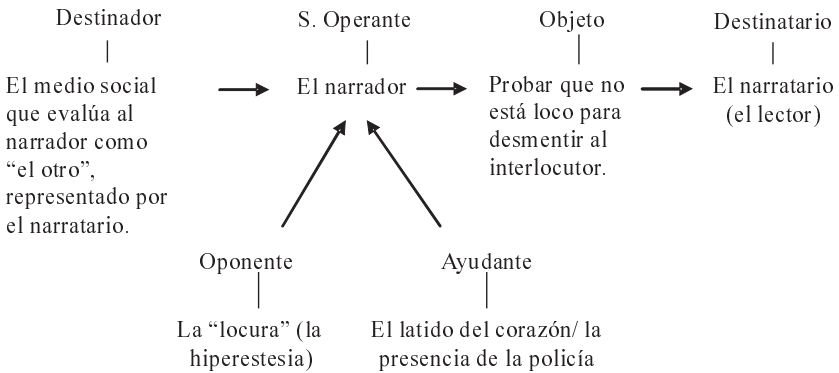 Destinador
S. Operante
Objeto
Destinatario
El medio social
que evalúa al
narrador como
“el otro”,
representado por
el narratario.
El narrador
Probar que no
está loco para
desmentir al
interlocutor.
El narratario
(el lector)
Oponente
Ayudante
La “locura” (la
hiperestesia)
El latido del corazón/ la
presencia de la policía